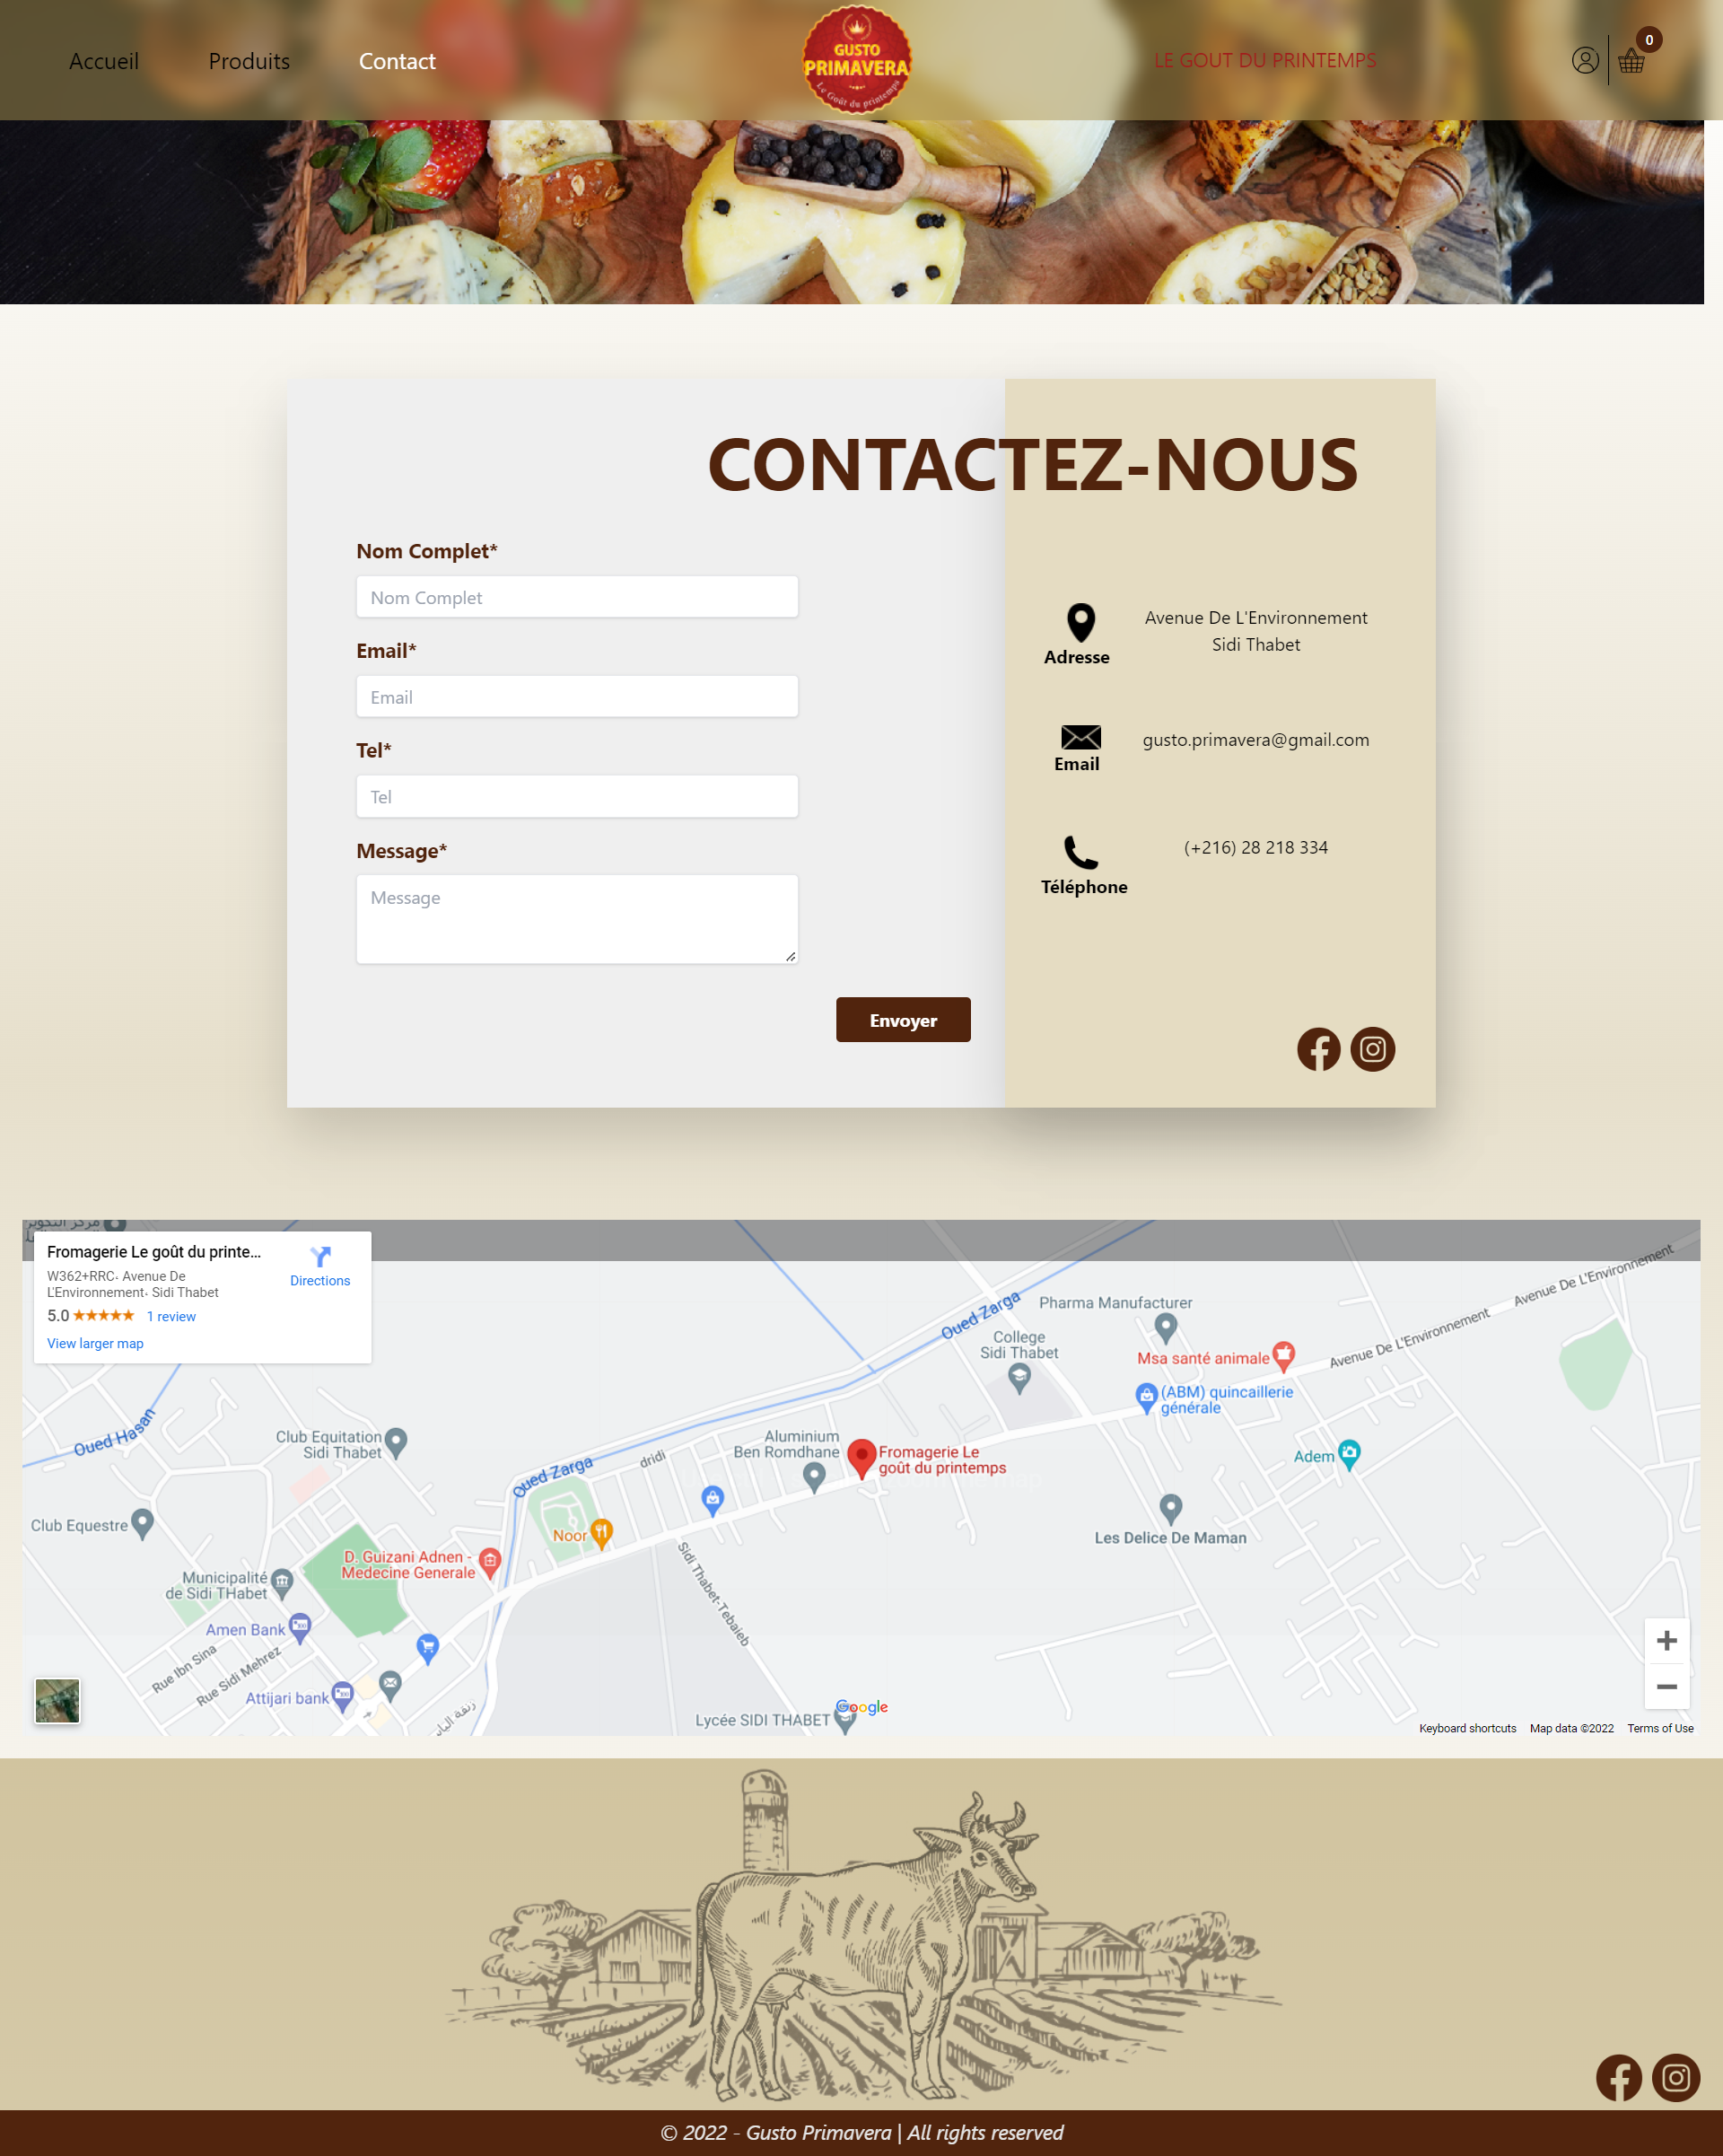 Accueil
Produits
Contact
GUSTO
PRIMAVERA
Le Goût du printemps
LE GOUT DU PRINTEMPS
0
CONTACTEZ-NOUS
Nom Complet*
Nom Complet
Email*
Email
Tel*
Tel
Message*
Message
Envoyer
Adresse
Avenue De L'Environnement
Sidi Thabet
Email
gusto.primavera@gmail.com
Téléphone
(+216) 28 218 334
Fromagerie Le goût du printe...
W362+RRC، Avenue De
L'Environnement، Sidi Thabet
5.0 ★★★★★ 1 review
View larger map
Directions
Oued Zarga
Pharma Manufacturer
College
Sidi Thabet
Msa santé animale
Avenue De L'Environnement
Avenue De L'Environnement
(ABM) quincaillerie
générale
Oued Hasan
Club Equitation
Sidi Thabet
Aluminium
Ben Romdhane
Fromagerie Le
goût du printemps
dridi
Oued Zarga
Adem
Club Equestre
Noor
Les Delice De Maman
D. Guizani Adnen -
Medecine Generale
Municipalité
de Sidi THabet
Sidi Thabet-Tebaleb
Amen Bank
Rue Ibn Sina
Rue Sidi Mehrez
Attijari bank
Lycée SIDI THABET
Google
Keyboard shortcuts
Map data ©2022
Terms of Use
© 2022 - Gusto Primavera | All rights reserved